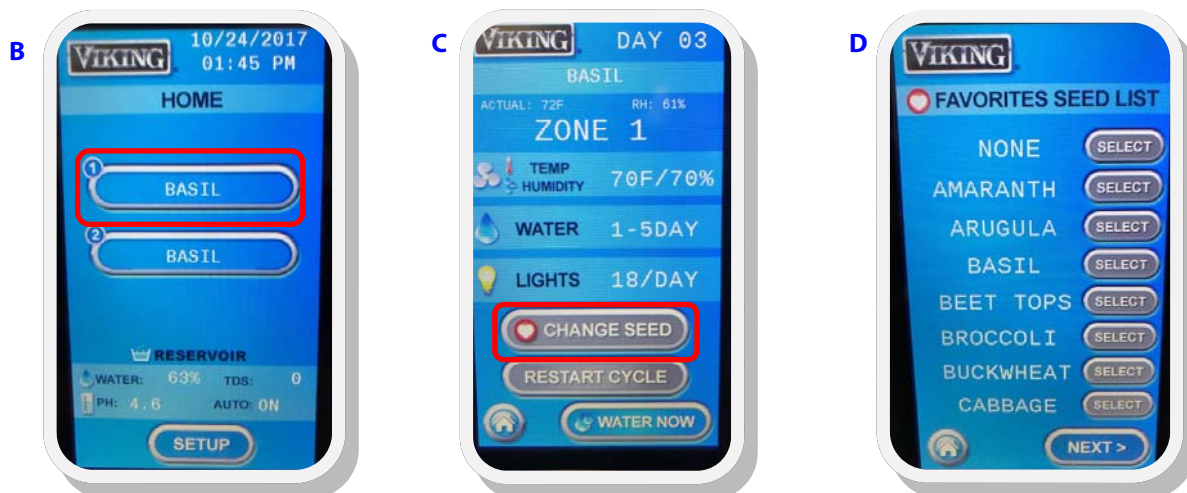 B
VIKING
10/24/2017
01:45 PM
HOME
1
BASIL
2
BASIL
RESERVOIR
WATER: 63% TDS: 0
PH: 4.6 AUTO: ON
SETUP
C
VIKING DAY 03
BASIL
ACTUAL: 72F RH: 61%
ZONE 1
TEMP
HUMIDITY 70F/70%
WATER 1-5DAY
LIGHTS 18/DAY
CHANGE SEED
RESTART CYCLE
WATER NOW
D
VIKING
FAVORITES SEED LIST
NONE SELECT
AMARANTH SELECT
ARUGULA SELECT
BASIL SELECT
BEET TOPS SELECT
BROCCOLI SELECT
BUCKWHEAT SELECT
CABBAGE SELECT
NEXT >